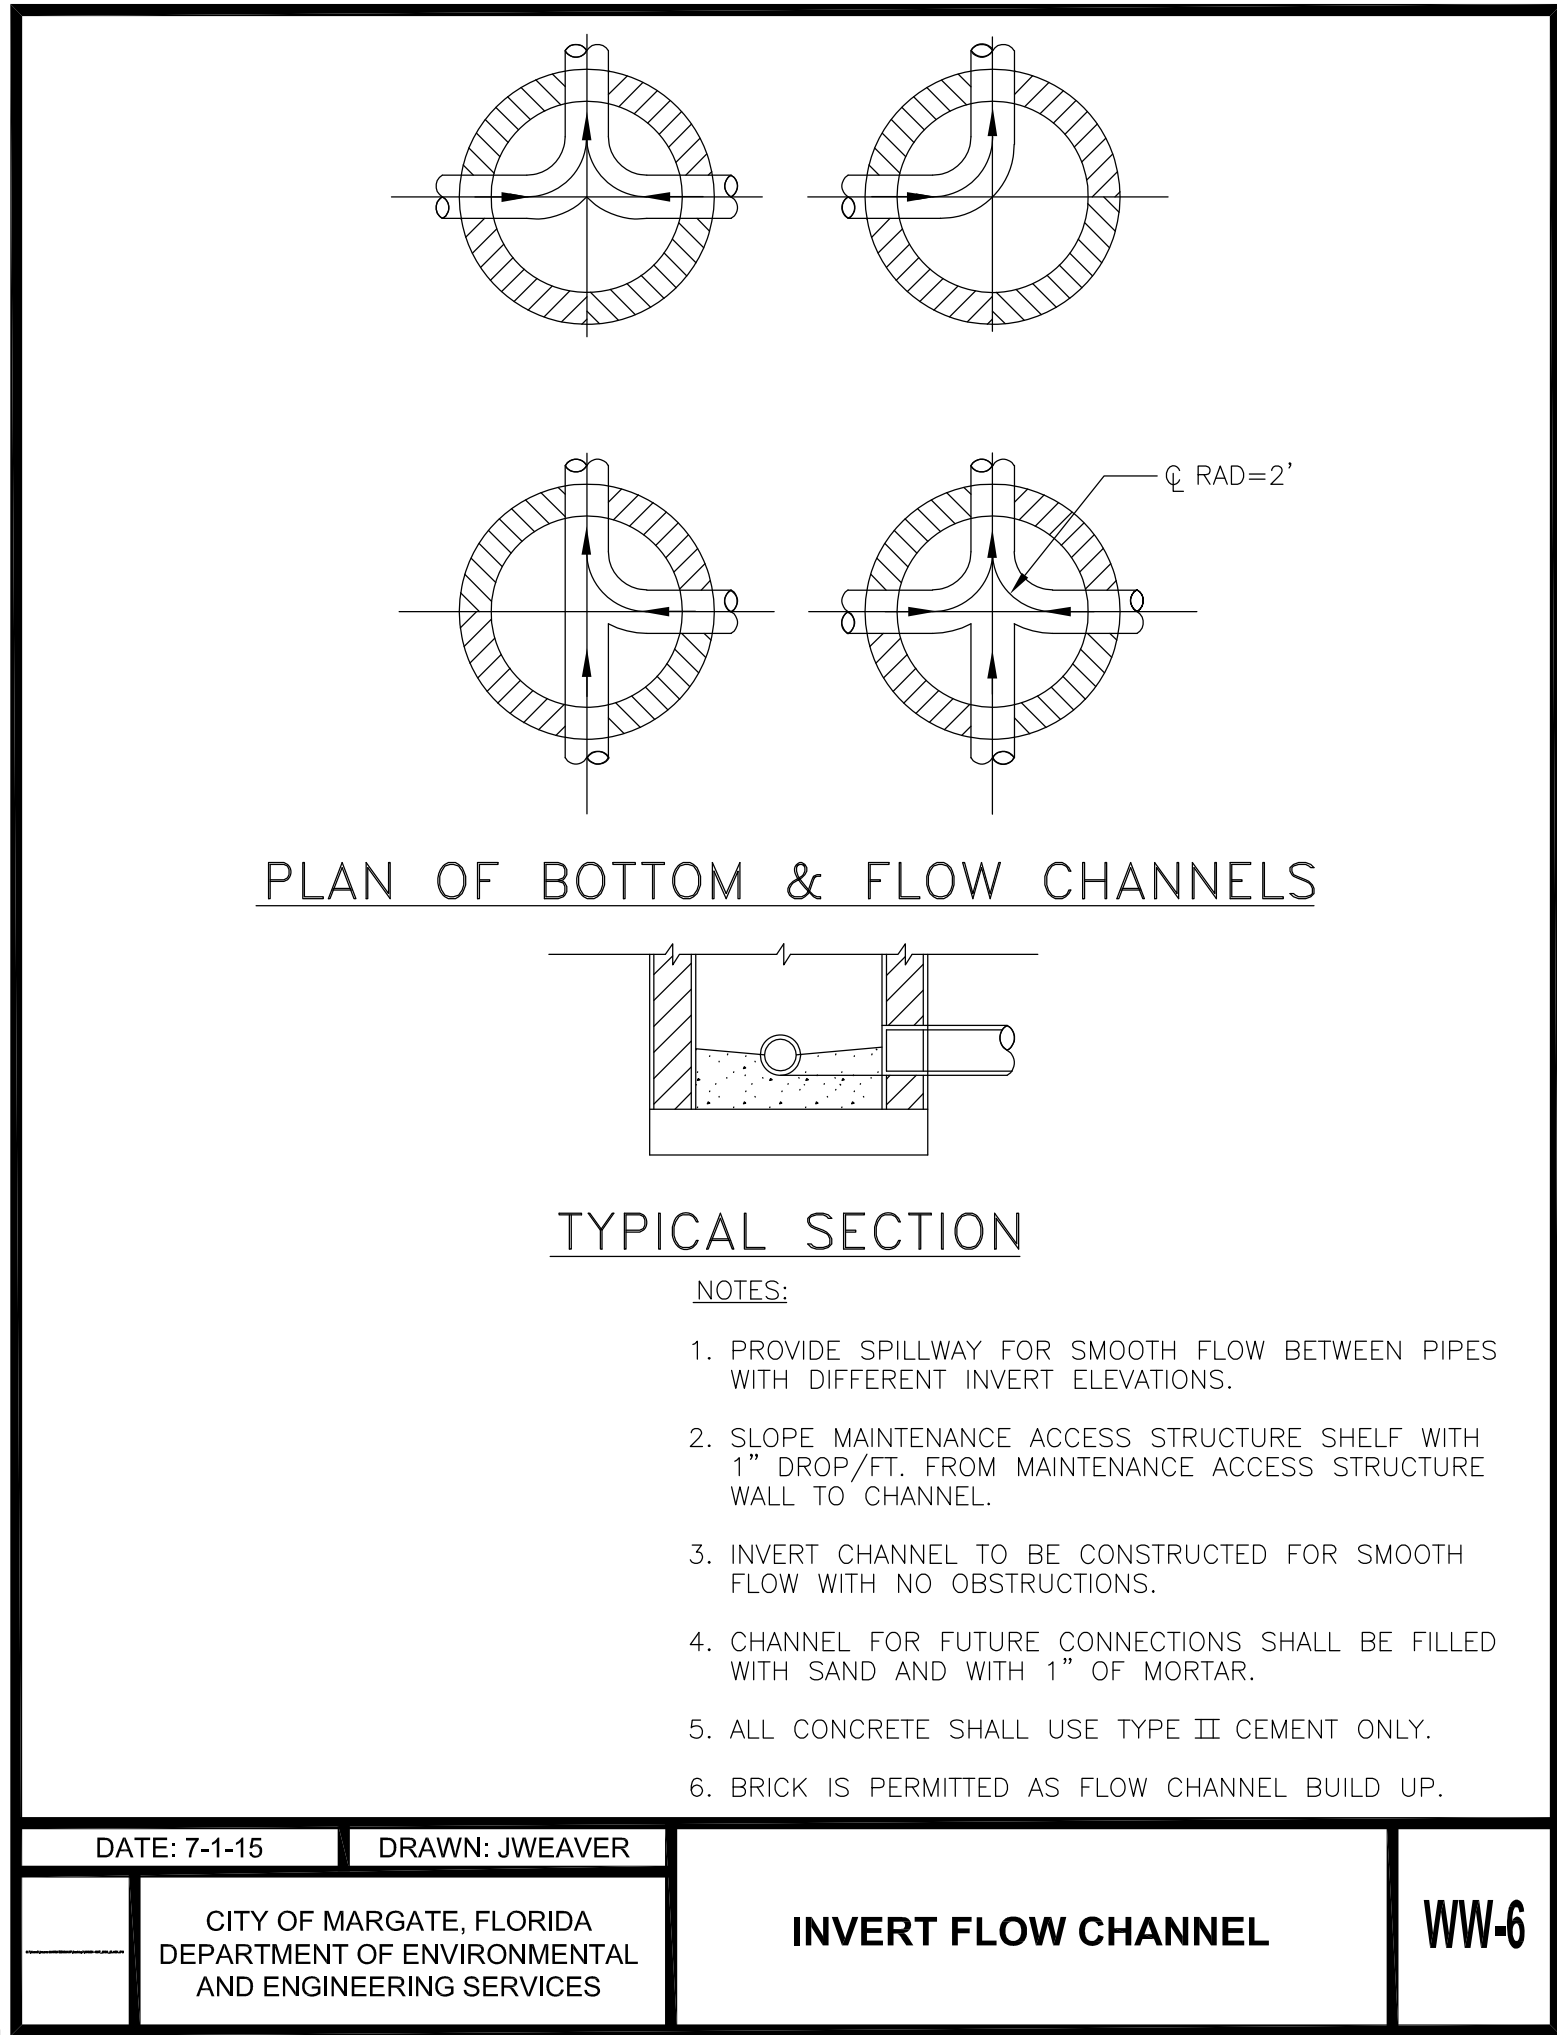 ℄ RAD=2'
PLAN OF BOTTOM & FLOW CHANNELS
TYPICAL SECTION
NOTES:
1. PROVIDE SPILLWAY FOR SMOOTH FLOW BETWEEN PIPES
WITH DIFFERENT INVERT ELEVATIONS.
2. SLOPE MAINTENANCE ACCESS STRUCTURE SHELF WITH
1” DROP/FT. FROM MAINTENANCE ACCESS STRUCTURE
WALL TO CHANNEL.
3. INVERT CHANNEL TO BE CONSTRUCTED FOR SMOOTH
FLOW WITH NO OBSTRUCTIONS.
4. CHANNEL FOR FUTURE CONNECTIONS SHALL BE FILLED
WITH SAND AND WITH 1” OF MORTAR.
5. ALL CONCRETE SHALL USE TYPE II CEMENT ONLY.
6. BRICK IS PERMITTED AS FLOW CHANNEL BUILD UP.
DATE: 7-1-15
DRAWN: JWEAVER
CITY OF MARGATE, FLORIDA
DEPARTMENT OF ENVIRONMENTAL
AND ENGINEERING SERVICES
INVERT FLOW CHANNEL
WW-6